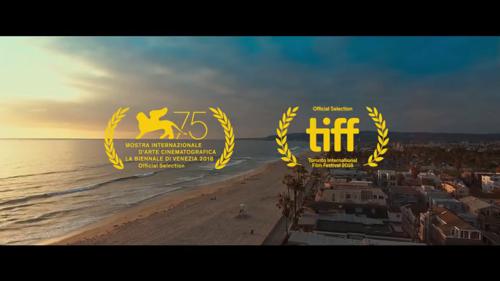 75
MOSTRA INTERNAZIONALE
D'ARTE CINEMATOGRAFICA
LA BIENNALE DI VENEZIA 2018
Official Selection
Official Selection
tiff
Toronto International
Film Festival 2018